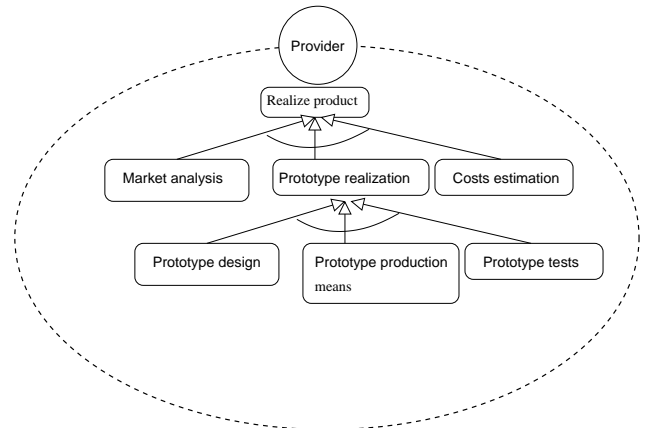 Provider
Realize product
Market analysis
Prototype realization
Costs estimation
Prototype design
Prototype production
means
Prototype tests